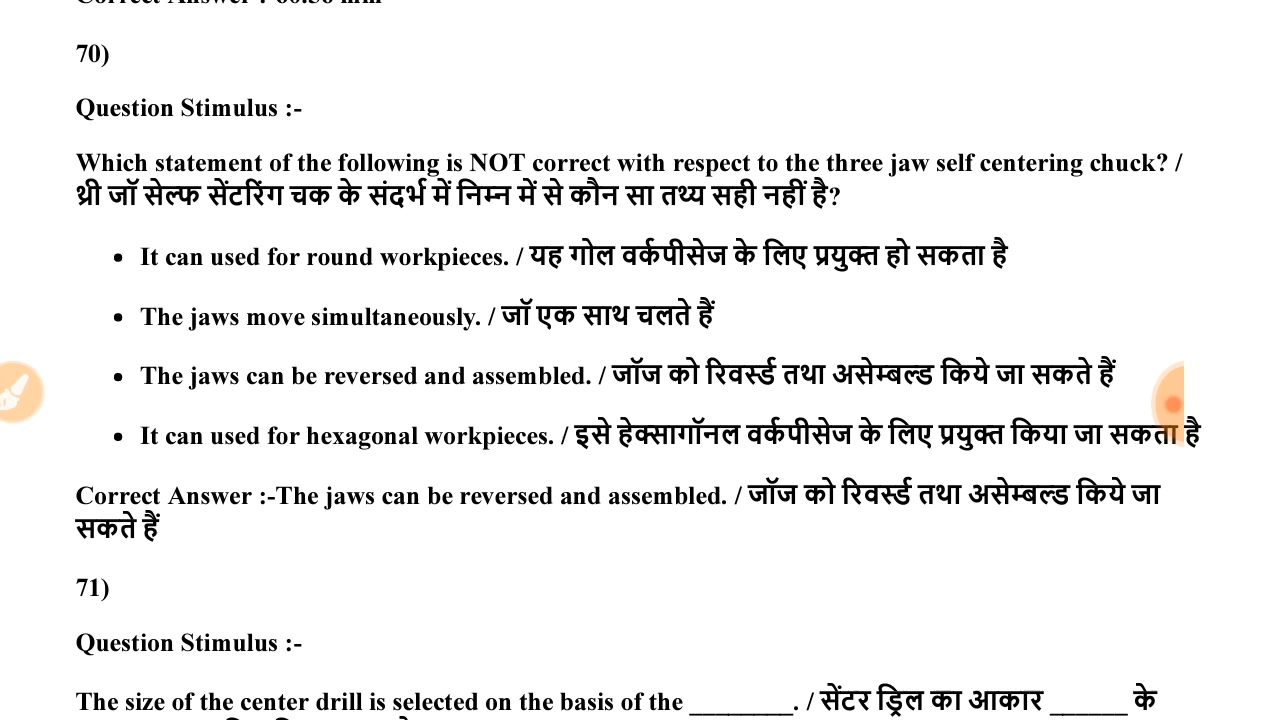 70)
Question Stimulus :-
Which statement of the following is NOT correct with respect to the three jaw self centering chuck? /
थ्री जॉ सेल्फ सेंटरिंग चक के संदर्भ में निम्न में से कौन सा तथ्य सही नहीं है?
• It can used for round workpieces. / यह गोल वर्कपीसेज के लिए प्रयुक्त हो सकता है
• The jaws move simultaneously. / जॉ एक साथ चलते हैं
• The jaws can be reversed and assembled. / जॉज को रिवर्स्ड तथा असेम्बल्ड किये जा सकते हैं
• It can used for hexagonal workpieces. / इसे हेक्सागॉनल वर्कपीसेज के लिए प्रयुक्त किया जा सकता है
Correct Answer :-The jaws can be reversed and assembled. / जॉज को रिवर्स्ड तथा असेम्बल्ड किये जा
सकते हैं
71)
Question Stimulus :-
The size of the center drill is selected on the basis of the ________. / सेंटर ड्रिल का आकार ______ के